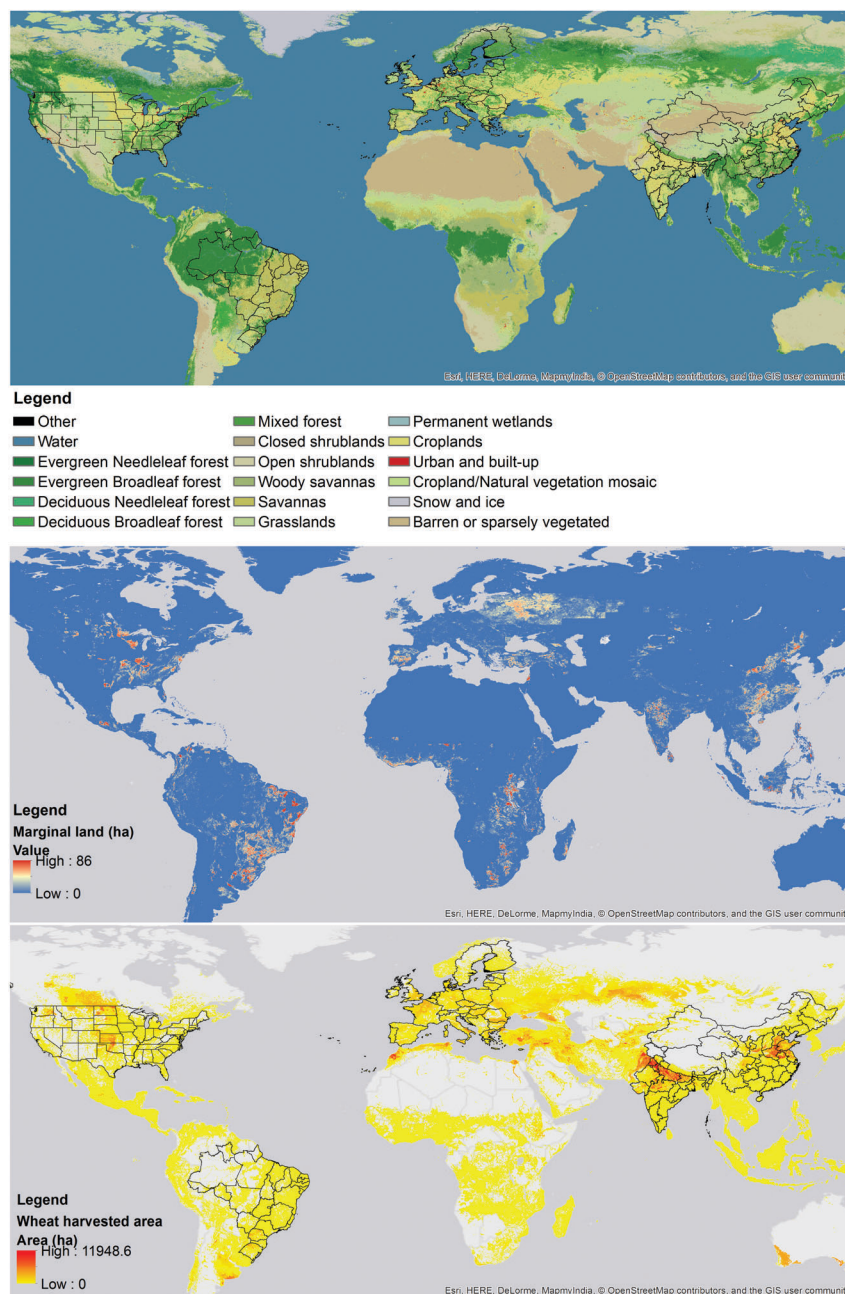 Esri, HERE, DeLorme, MapmyIndia, © OpenStreetMap contributors, and the GIS user communit
Legend
Other
Water
Evergreen Needleleaf forest
Evergreen Broadleaf forest
Deciduous Needleleaf forest
Deciduous Broadleaf forest
Mixed forest
Closed shrublands
Open shrublands
Woody savannas
Savannas
Grasslands
Permanent wetlands
Croplands
Urban and built-up
Cropland/Natural vegetation mosaic
Snow and ice
Barren or sparsely vegetated
Legend
Marginal land (ha)
Value
High : 86
Low : 0
Esri, HERE, DeLorme, MapmyIndia, © OpenStreetMap contributors, and the GIS user communit
Legend
Wheat harvested area
Area (ha)
High : 11948.6
Low : 0
Esri, HERE, DeLorme, MapmyIndia, © OpenStreetMap contributors, and the GIS user communit